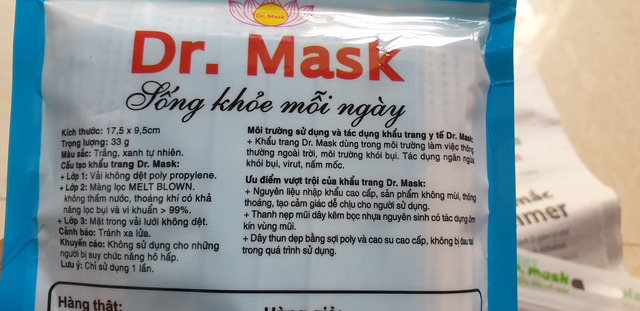 Dr. Mask
Dr. Mask
Sống khỏe mỗi ngày
Kích thước: 17,5 x 9,5cm
Trọng lượng: 33 g
Màu sắc: Trắng, xanh tự nhiên.
Cấu tạo khẩu trang Dr. Mask:
+ Lớp 1: Vải không dệt poly propylene.
+ Lớp 2: Màng lọc MELT BLOWN.
không thấm nước, thoáng khí có khả
năng lọc bụi và vi khuẩn > 99%.
+ Lớp 3: Mặt trong vải lưới không dệt.
Cảnh báo: Tránh xa lửa.
Khuyến cáo: Không sử dụng cho những
người bị suy chức năng hô hấp.
Lưu ý: Chỉ sử dụng 1 lần.
Môi trường sử dụng và tác dụng khẩu trang y tế Dr. Mask:
+ Khẩu trang Dr. Mask dùng trong môi trường làm việc thông
thường ngoài trời, môi trường khói bụi. Tác dụng ngăn ngừa
khói bụi, virut, nấm mốc.
Ưu điểm vượt trội của khẩu trang Dr. Mask:
+ Nguyên liệu nhập khẩu cao cấp, sản phẩm không mùi, thông
thoáng, tạo cảm giác dễ chịu cho người sử dụng.
+ Thanh nẹp mũi dây kẽm bọc nhựa nguyên sinh có tác dụng ôm
kín vùng mũi.
+ Dây thun dẹp bằng sợi poly và cao su cao cấp, không bị đau tai
trong quá trình sử dụng.
Hàng thật:
mask